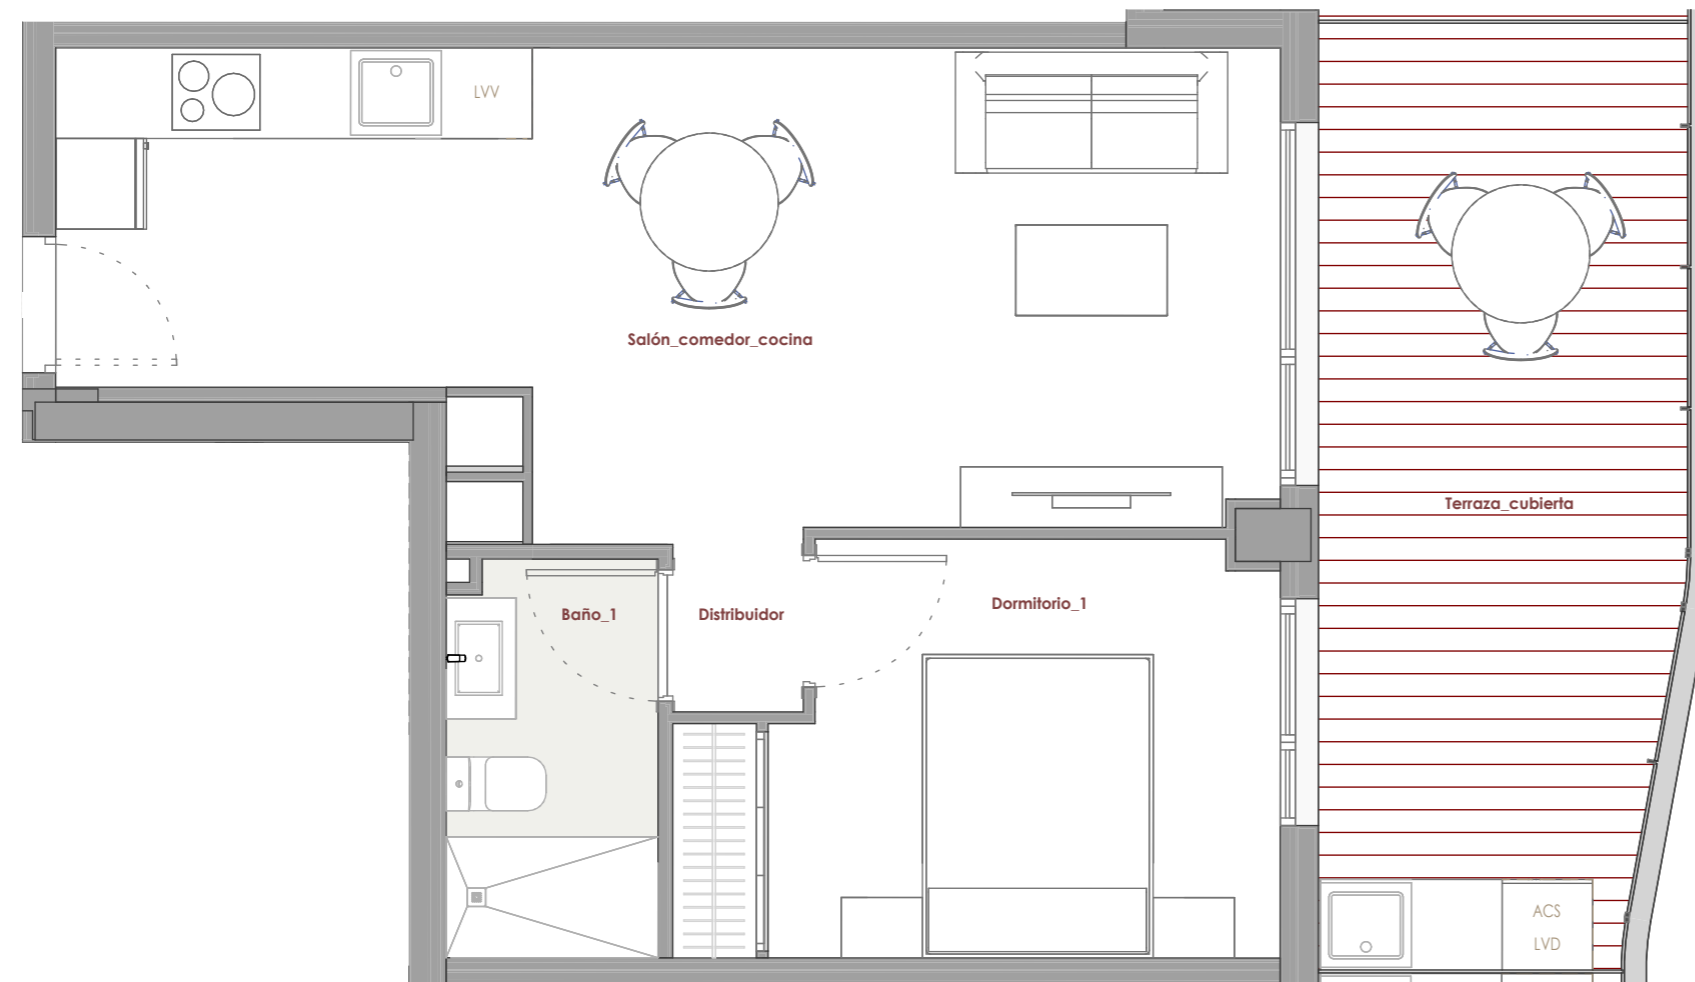 LVV
Salón_comedor_cocina
Terraza_cubierta
Baño_1
Distribuidor
Dormitorio_1
ACS
LVD